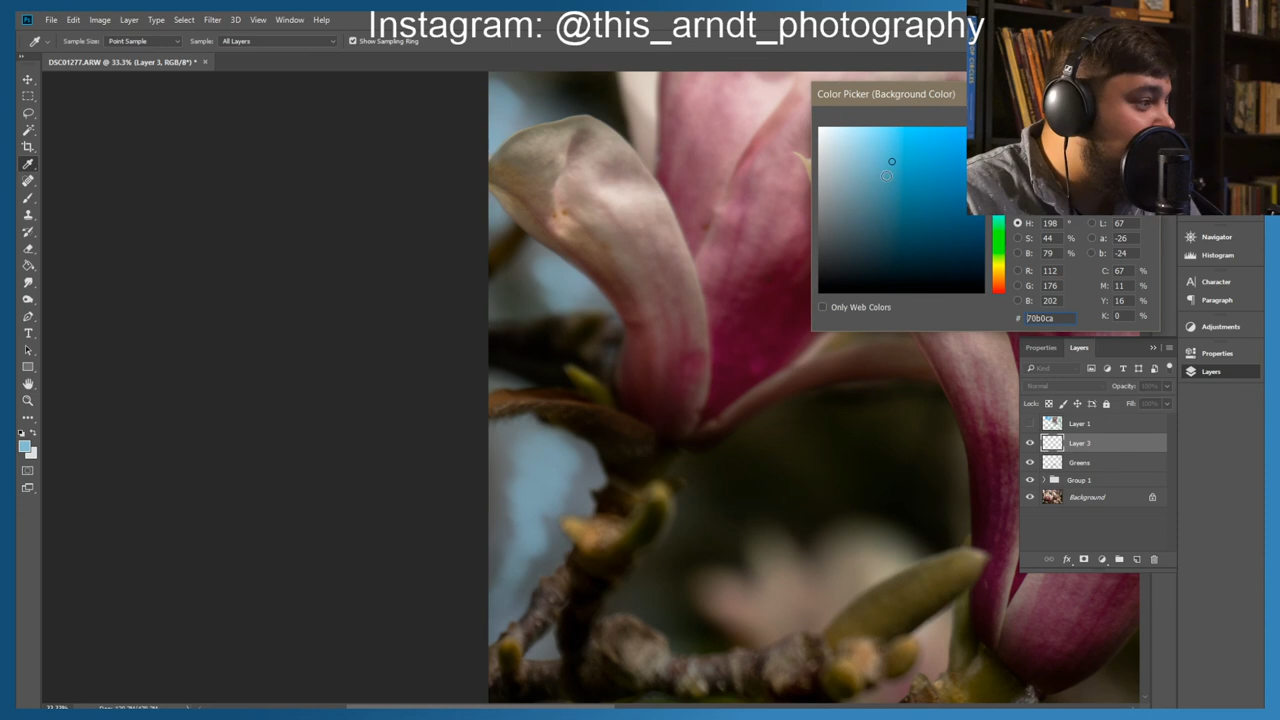 Instagram: @this_arndt_photography
File Edit Image Layer Type Select Filter 3D View Window Help
Sample Size: Point Sample Sample: All Layers Show Sampling Ring
DSC01277.ARW @ 33.3% (Layer 3, RGB/8*) * ×
Color Picker (Background Color)
H: 198 ° L: 67
S: 44 % a: -26
B: 79 % b: -24
R: 112 C: 67 %
G: 176 M: 11 %
B: 202 Y: 16 %
# 70b0ca K: 0 %
Only Web Colors
Navigator
Histogram
Character
Paragraph
Adjustments
Properties
Layers
Properties Layers
Kind
Normal Opacity: 100%
Lock: Fill: 100%
Layer 1
Layer 3
Greens
Group 1
Background
fx